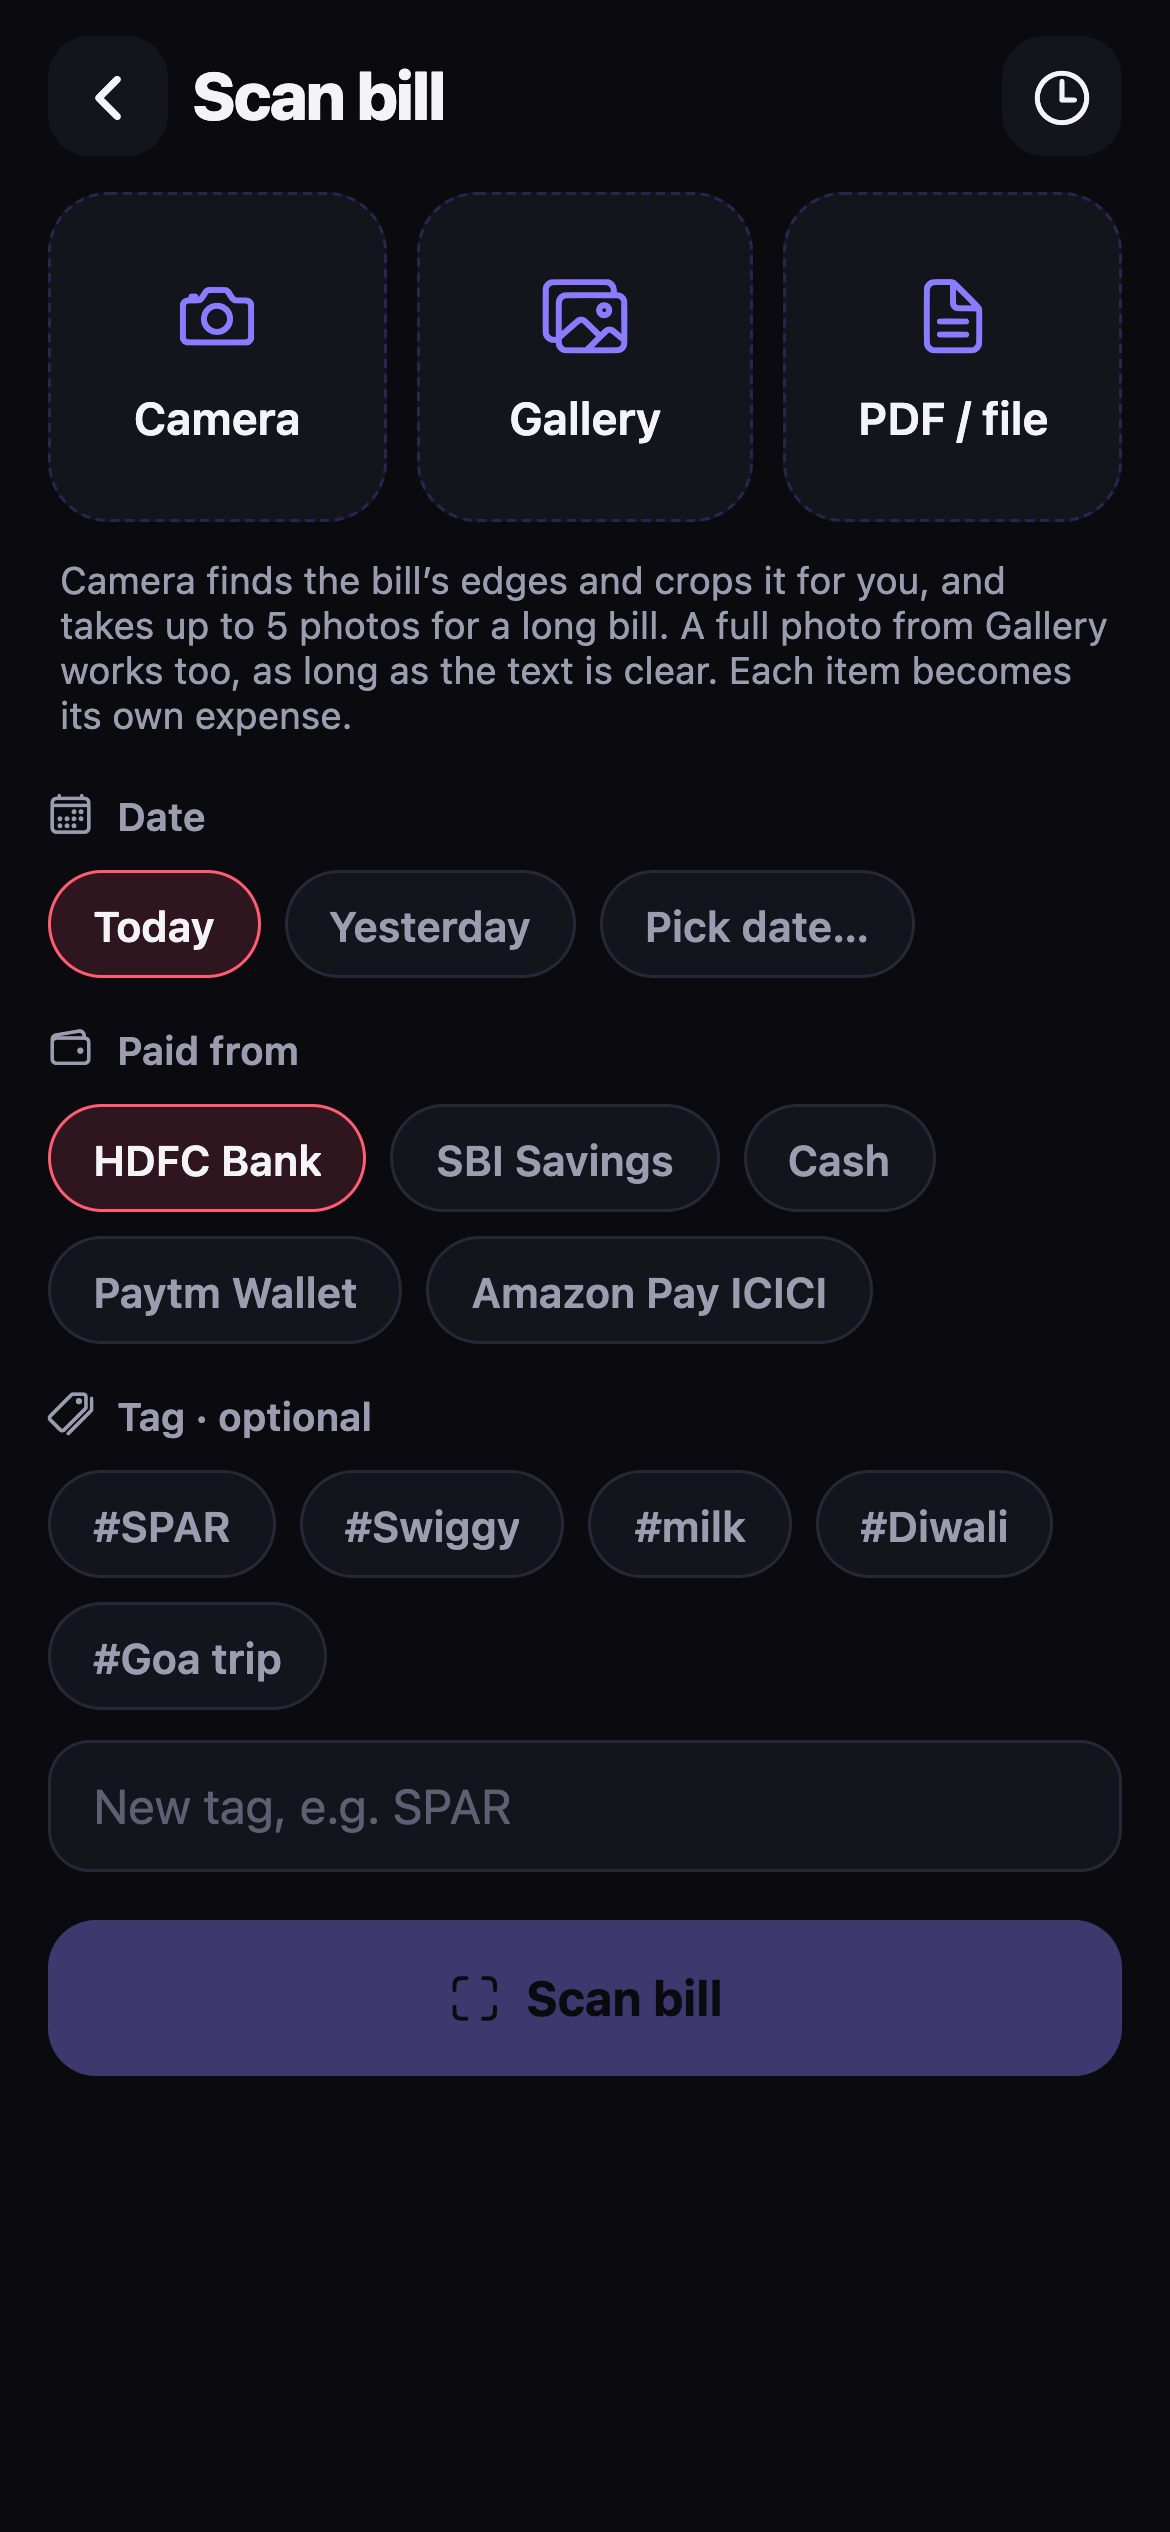 Scan bill
Camera
Gallery
PDF / file
Camera finds the bill’s edges and crops it for you, and
takes up to 5 photos for a long bill. A full photo from Gallery
works too, as long as the text is clear. Each item becomes
its own expense.
Date
Today
Yesterday
Pick date...
Paid from
HDFC Bank
SBI Savings
Cash
Paytm Wallet
Amazon Pay ICICI
Tag · optional
#SPAR
#Swiggy
#milk
#Diwali
#Goa trip
New tag, e.g. SPAR
Scan bill